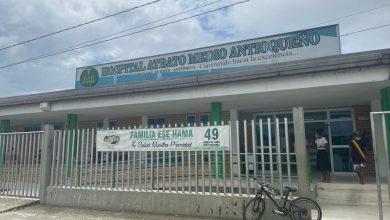 HOSPITAL ATRATO MEDIO ANTIOQUEÑO
Caminando hacia la excelencia...
FAMILIA ESE HAMA
Tu Salud Nuestra Prioridad
49